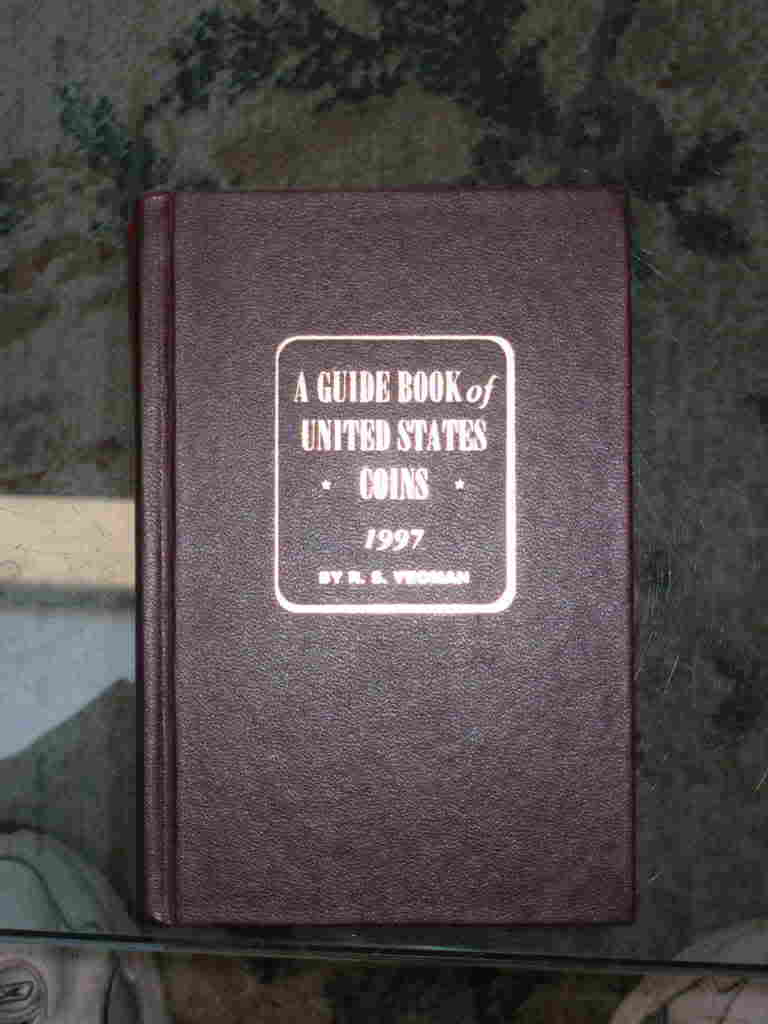 A GUIDE BOOK of
UNITED STATES
COINS
1997
BY R. S. YEOMAN